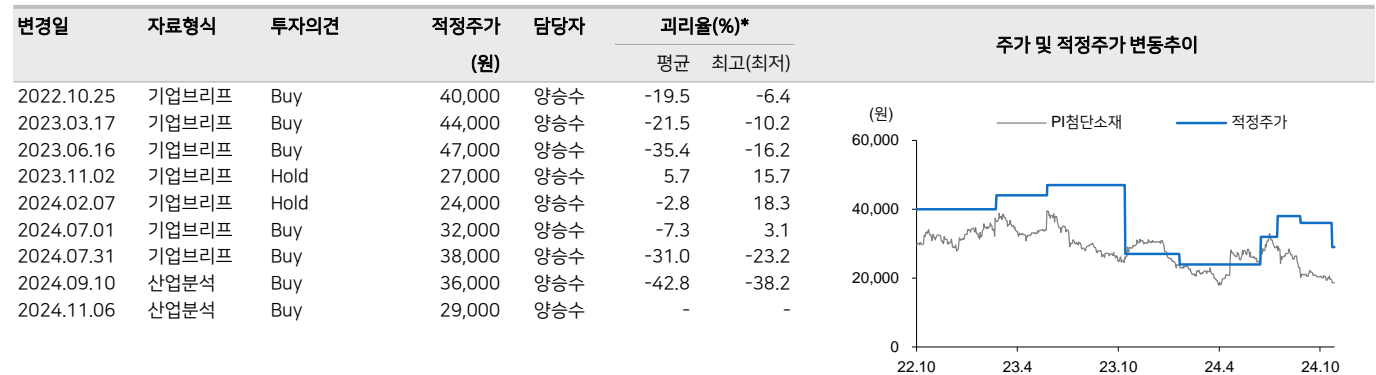 변경일 자료형식 투자의견 적정주가 담당자 괴리율(%)* 주가 및 적정주가 변동추이
(원) 평균 최고(최저)
2022.10.25 기업브리프 Buy 40,000 양승수 -19.5 -6.4
2023.03.17 기업브리프 Buy 44,000 양승수 -21.5 -10.2
2023.06.16 기업브리프 Buy 47,000 양승수 -35.4 -16.2
2023.11.02 기업브리프 Hold 27,000 양승수 5.7 15.7
2024.02.07 기업브리프 Hold 24,000 양승수 -2.8 18.3
2024.07.01 기업브리프 Buy 32,000 양승수 -7.3 3.1
2024.07.31 기업브리프 Buy 38,000 양승수 -31.0 -23.2
2024.09.10 산업분석 Buy 36,000 양승수 -42.8 -38.2
2024.11.06 산업분석 Buy 29,000 양승수 - -
(원) PI첨단소재 적정주가
60,000
40,000
20,000
0
22.10 23.4 23.10 24.4 24.10